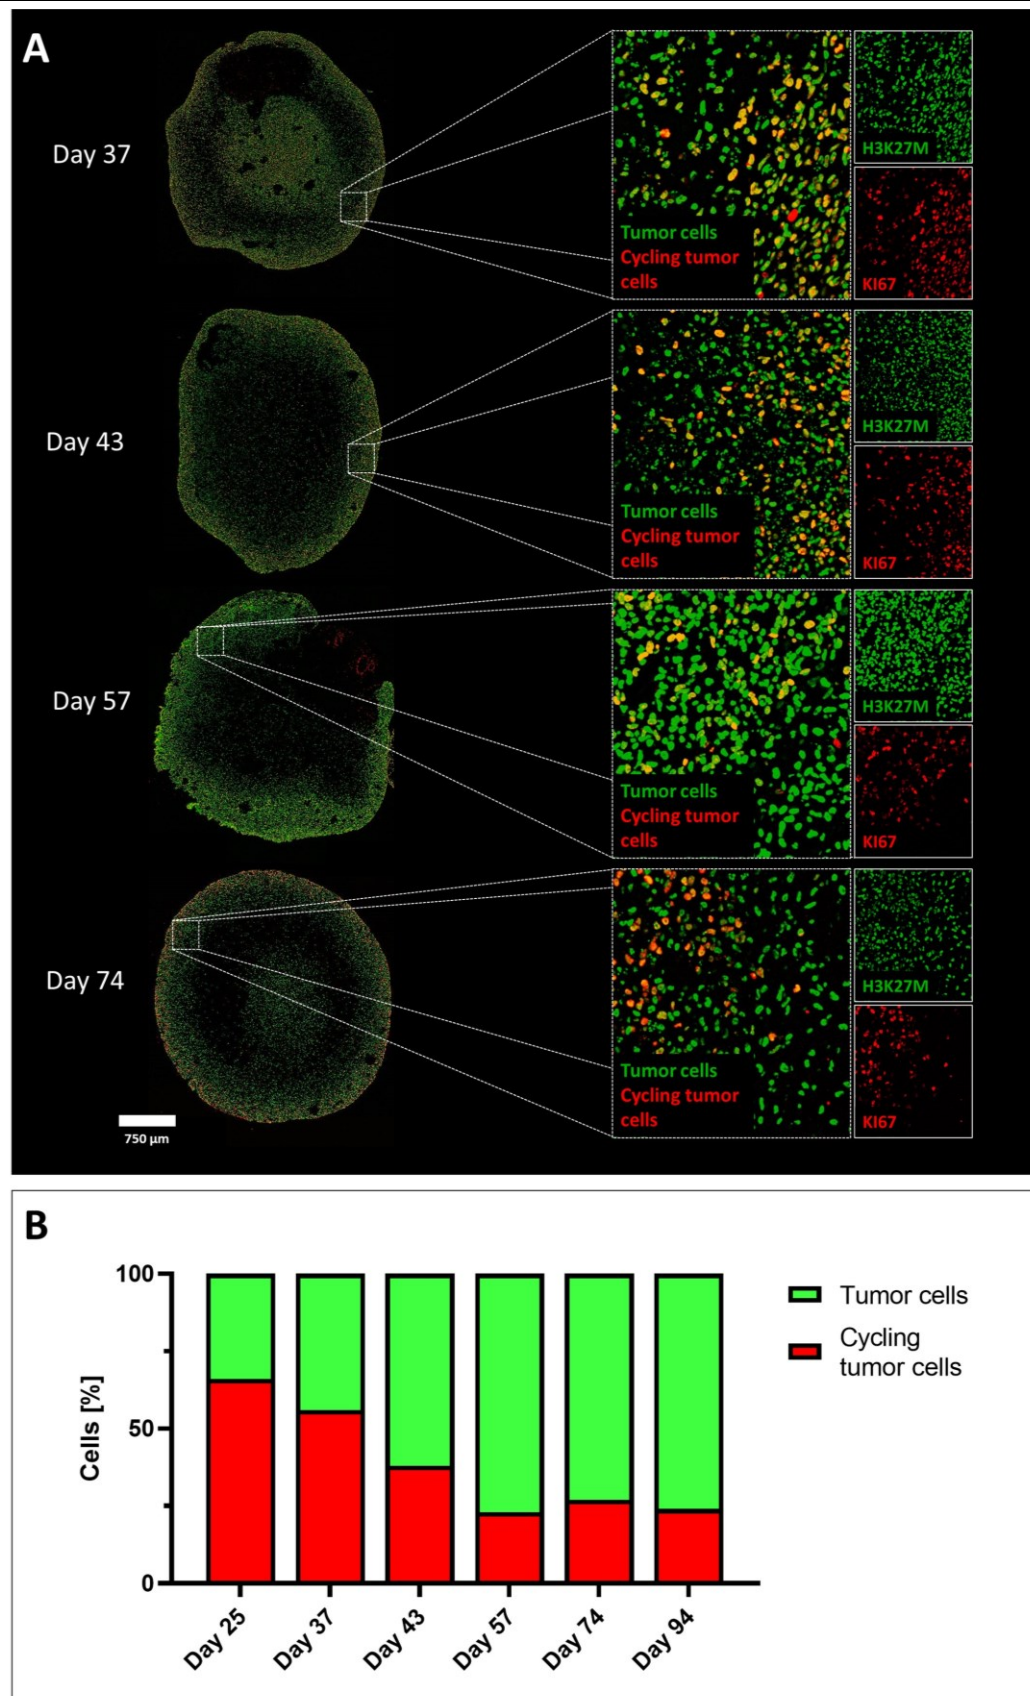 A
Day 37
H3K27M
Tumor cells
Cycling tumor
cells
KI67
Day 43
H3K27M
Tumor cells
Cycling tumor
cells
KI67
Day 57
H3K27M
Tumor cells
Cycling tumor
cells
KI67
Day 74
H3K27M
Tumor cells
Cycling tumor
cells
KI67
750 µm
B
Cells [%]
100
50
0
Day 25
Day 37
Day 43
Day 57
Day 74
Day 94
Tumor cells
Cycling
tumor cells